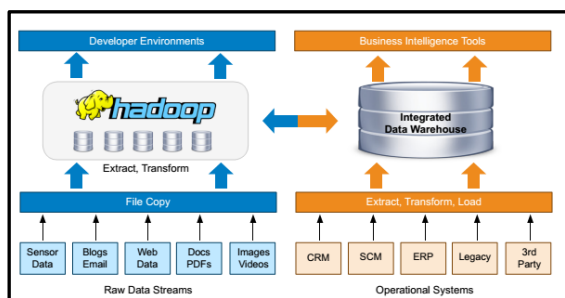 Developer Environments
Business Intelligence Tools
hadoop
Integrated
Data Warehouse
Extract, Transform
File Copy
Extract, Transform, Load
Sensor
Data
Blogs
Email
Web
Data
Docs
PDFs
Images
Videos
CRM
SCM
ERP
Legacy
3rd
Party
Raw Data Streams
Operational Systems